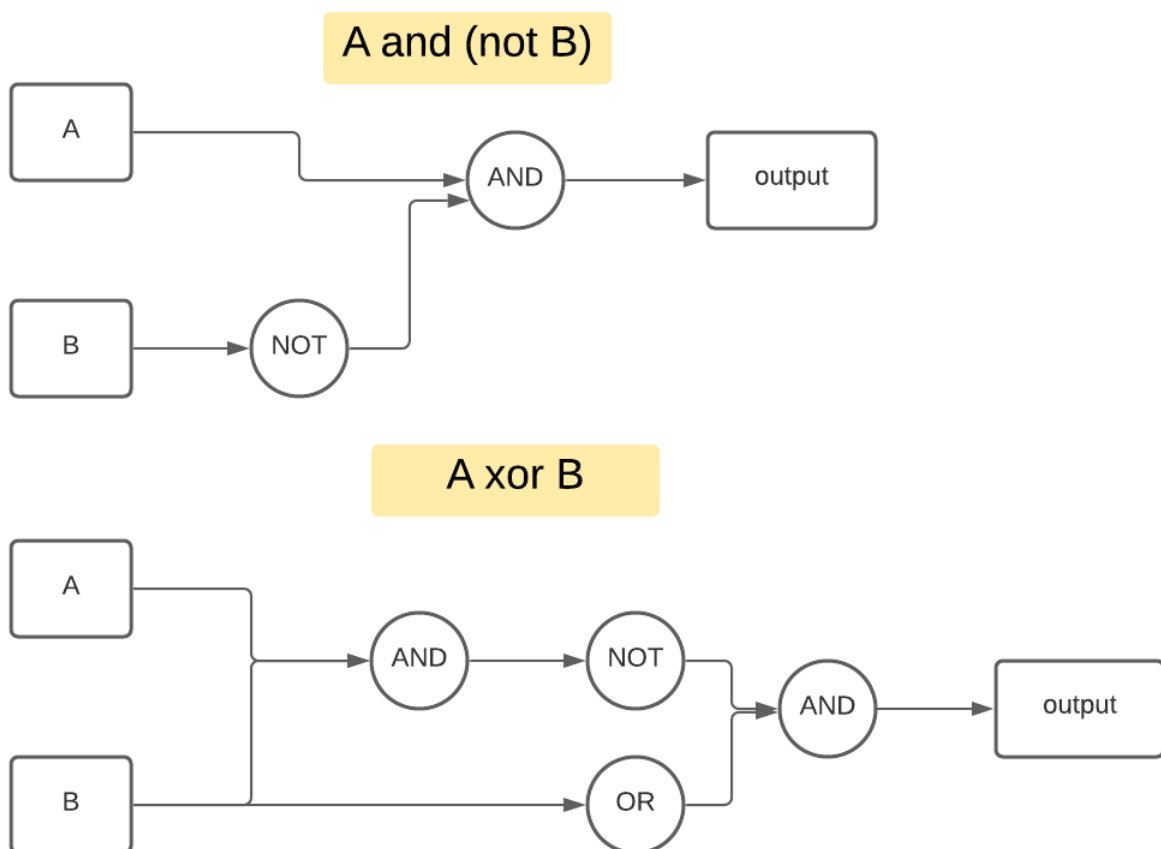 A and (not B)
A
AND
output
B
NOT
A xor B
A
AND
NOT
AND
output
B
OR